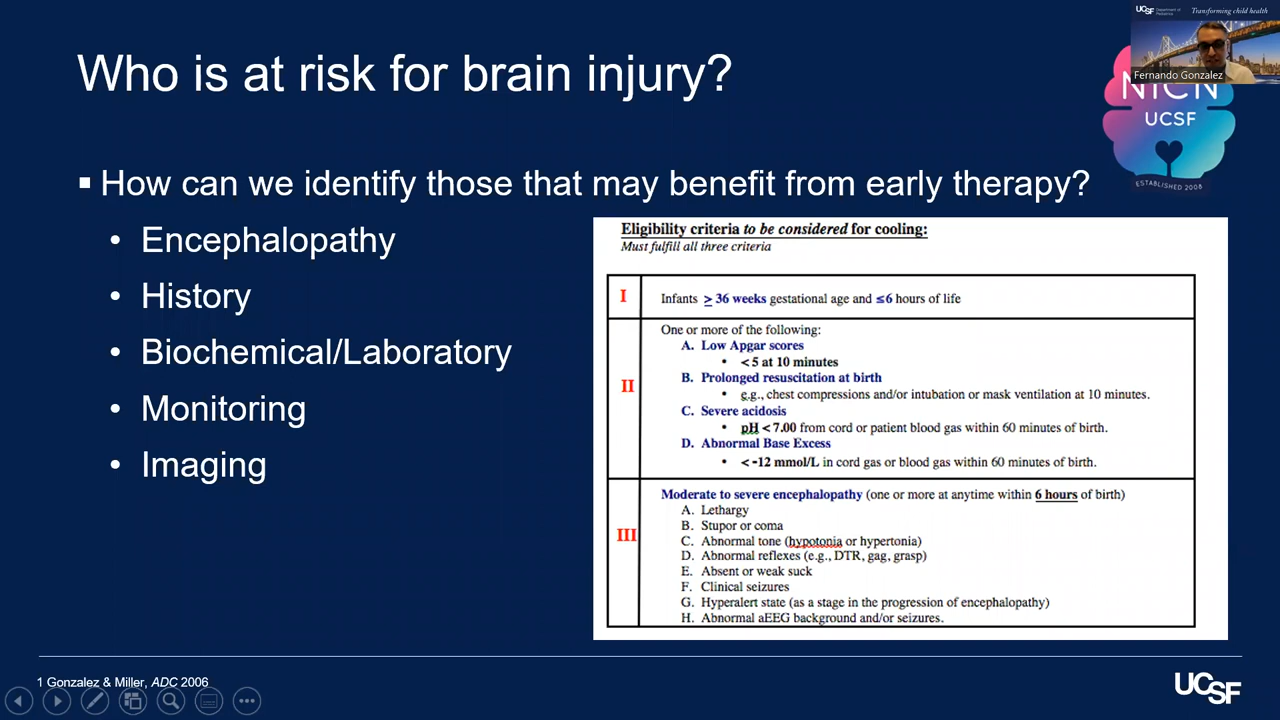 UCSF Department of Pediatrics Transforming child health
Fernando Gonzalez
Who is at risk for brain injury?
NICN
UCSF
ESTABLISHED 2008
▪ How can we identify those that may benefit from early therapy?
• Encephalopathy
• History
• Biochemical/Laboratory
• Monitoring
• Imaging
Eligibility criteria to be considered for cooling:
Must fulfill all three criteria
I
Infants ≥ 36 weeks gestational age and ≤6 hours of life
II
One or more of the following:
A. Low Apgar scores
• < 5 at 10 minutes
B. Prolonged resuscitation at birth
• e.g., chest compressions and/or intubation or mask ventilation at 10 minutes.
C. Severe acidosis
• pH < 7.00 from cord or patient blood gas within 60 minutes of birth.
D. Abnormal Base Excess
• < -12 mmol/L in cord gas or blood gas within 60 minutes of birth.
III
Moderate to severe encephalopathy (one or more at anytime within 6 hours of birth)
A. Lethargy
B. Stupor or coma
C. Abnormal tone (hypotonia or hypertonia)
D. Abnormal reflexes (e.g., DTR, gag, grasp)
E. Absent or weak suck
F. Clinical seizures
G. Hyperalert state (as a stage in the progression of encephalopathy)
H. Abnormal aEEG background and/or seizures.
1 Gonzalez & Miller, ADC 2006
UCSF